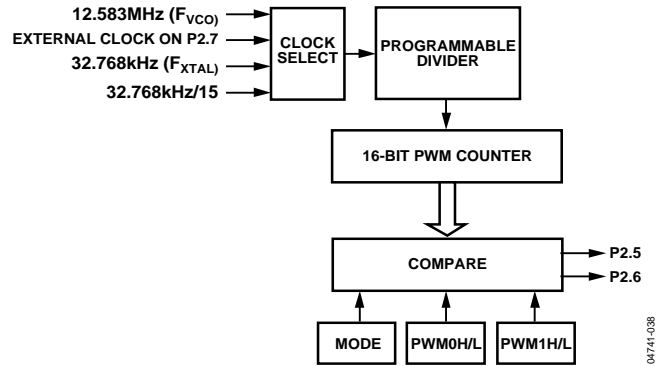 12.583MHz (FVCO)
EXTERNAL CLOCK ON P2.7
32.768kHz (FXTAL)
32.768kHz/15
CLOCK
SELECT
PROGRAMMABLE
DIVIDER
16-BIT PWM COUNTER
COMPARE
P2.5
P2.6
MODE
PWM0H/L
PWM1H/L
04741-038